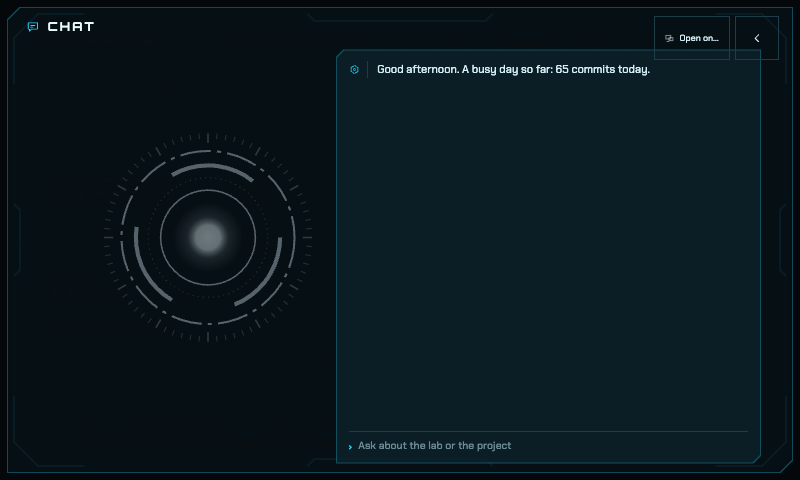 CHAT
Open on...
Good afternoon. A busy day so far: 65 commits today.
Ask about the lab or the project